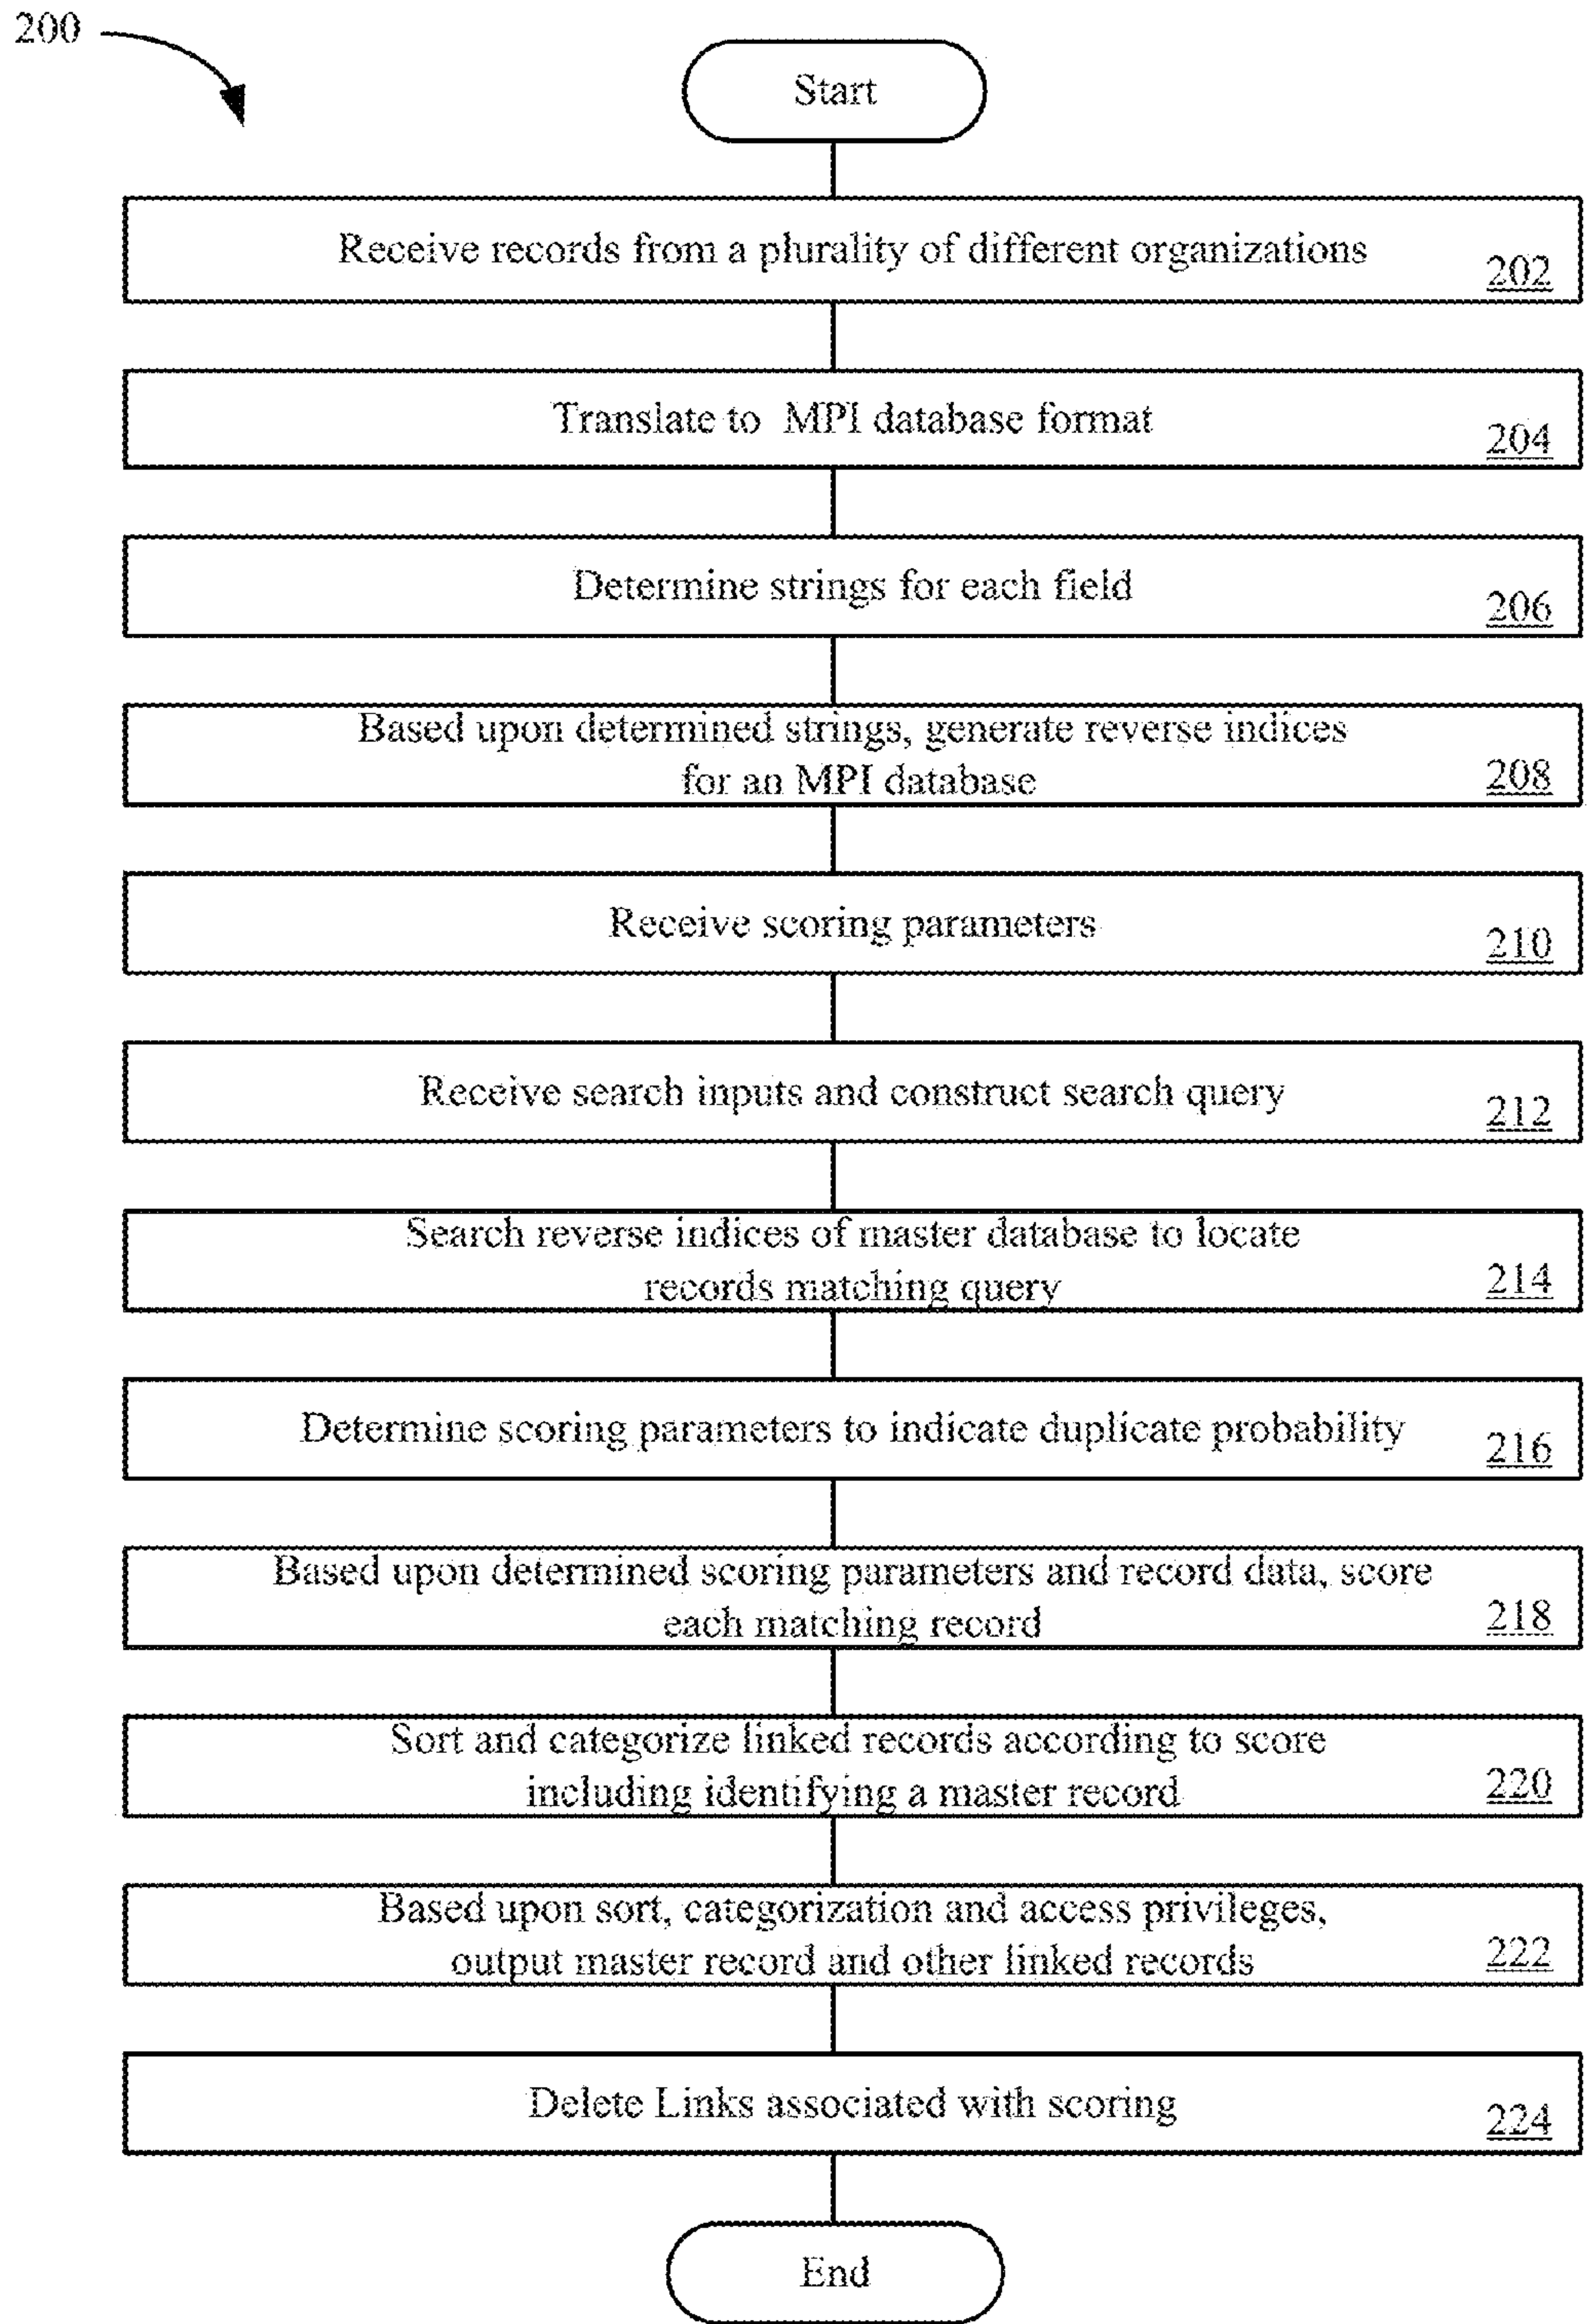 200
Start
Receive records from a plurality of different organizations
202
Translate to MPI database format
204
Determine strings for each field
206
Based upon determined strings, generate reverse indices
for an MPI database
208
Receive scoring parameters
210
Receive search inputs and construct search query
212
Search reverse indices of master database to locate
records matching query
214
Determine scoring parameters to indicate duplicate probability
216
Based upon determined scoring parameters and record data, score
each matching record
218
Sort and categorize linked records according to score
including identifying a master record
220
Based upon sort, categorization and access privileges,
output master record and other linked records
222
Delete Links associated with scoring
224
End